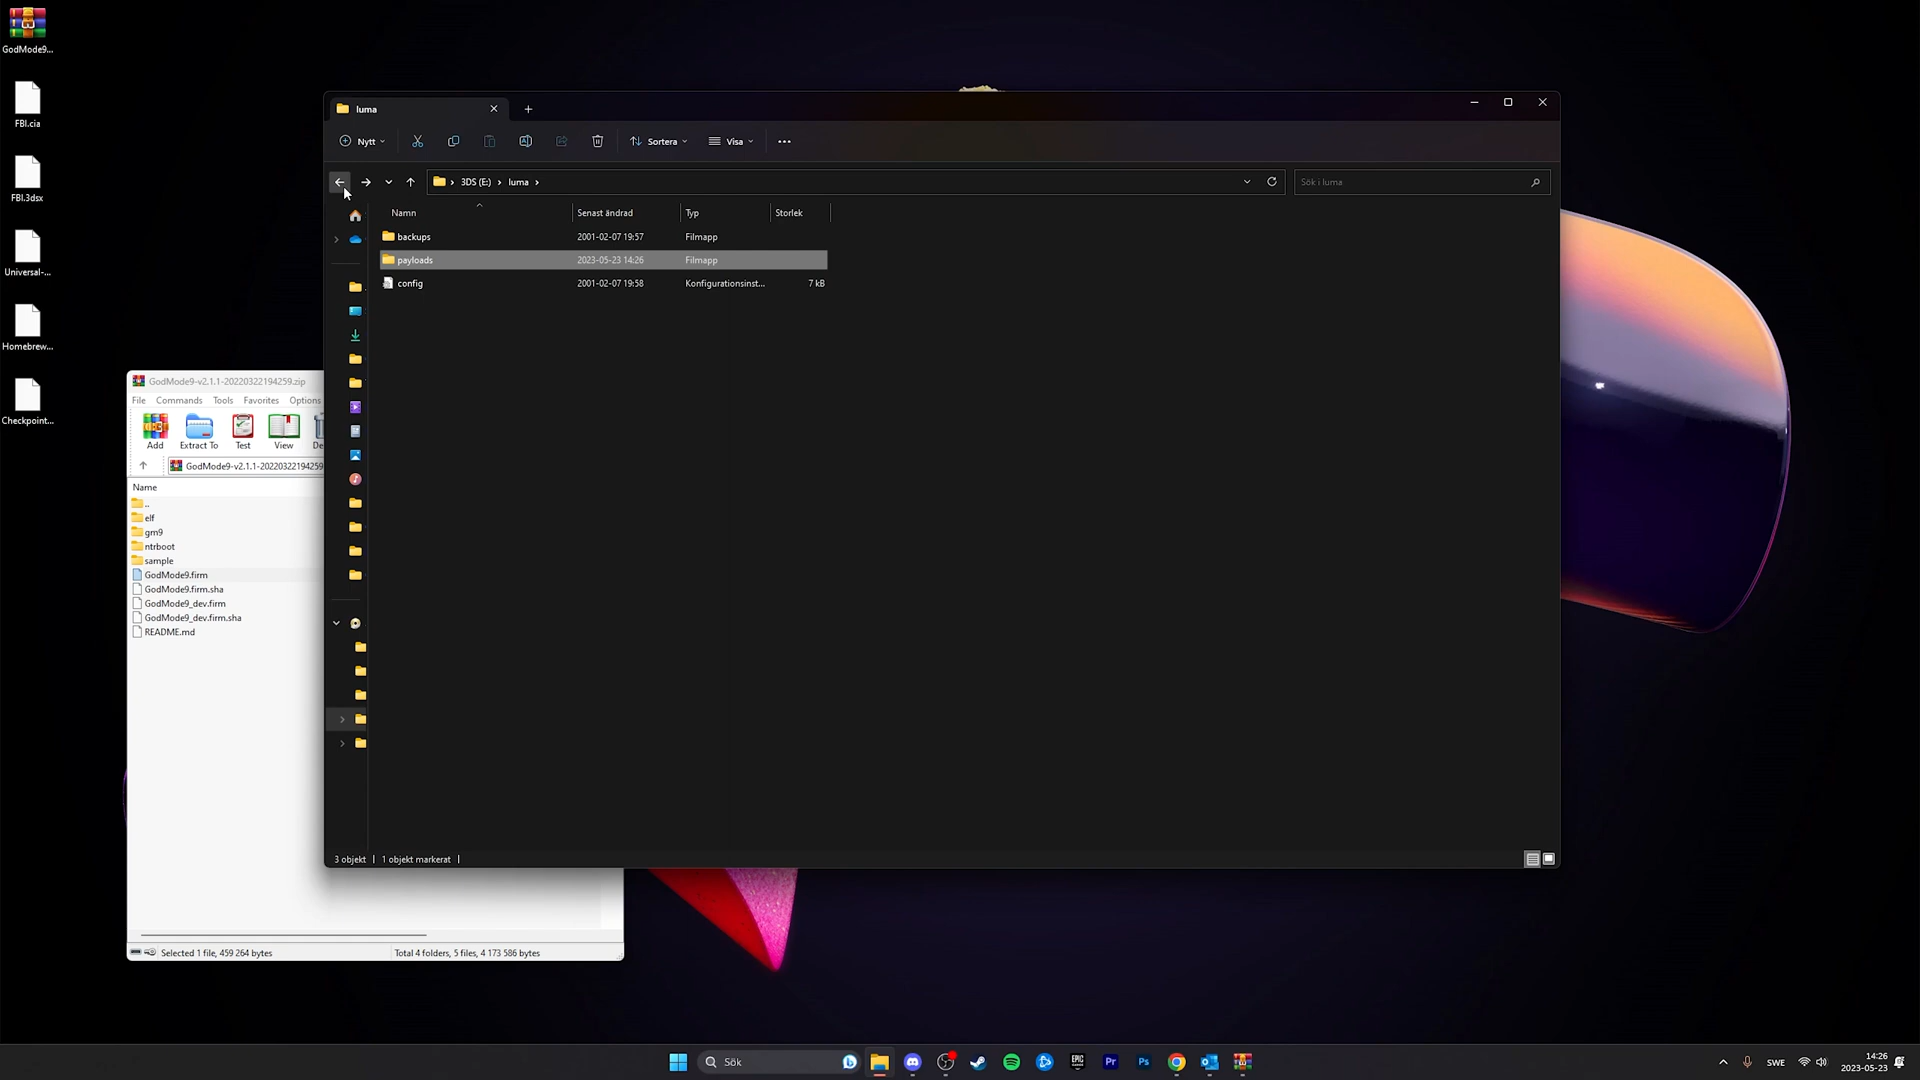 GodMode9...
FBI.cia
FBI.3dsx
Universal-...
Homebrew...
Checkpoint...
luma
Nytt
Sortera
Visa
3DS (E:)
luma
Sök i luma
Namn
Senast ändrad
Typ
Storlek
backups
2001-02-07 19:57
Filmapp
payloads
2023-05-23 14:26
Filmapp
config
2001-02-07 19:58
Konfigurationsinst...
7 kB
3 objekt
1 objekt markerat
GodMode9-v2.1.1-20220322194259.zip
File
Commands
Tools
Favorites
Options
Add
Extract To
Test
View
De
GodMode9-v2.1.1-20220322194259
Name
..
elf
gm9
ntrboot
sample
GodMode9.firm
GodMode9.firm.sha
GodMode9_dev.firm
GodMode9_dev.firm.sha
README.md
Selected 1 file, 459 264 bytes
Total 4 folders, 5 files, 4 173 586 bytes
Sök
EPIC
Pr
Ps
SWE
14:26
2023-05-23